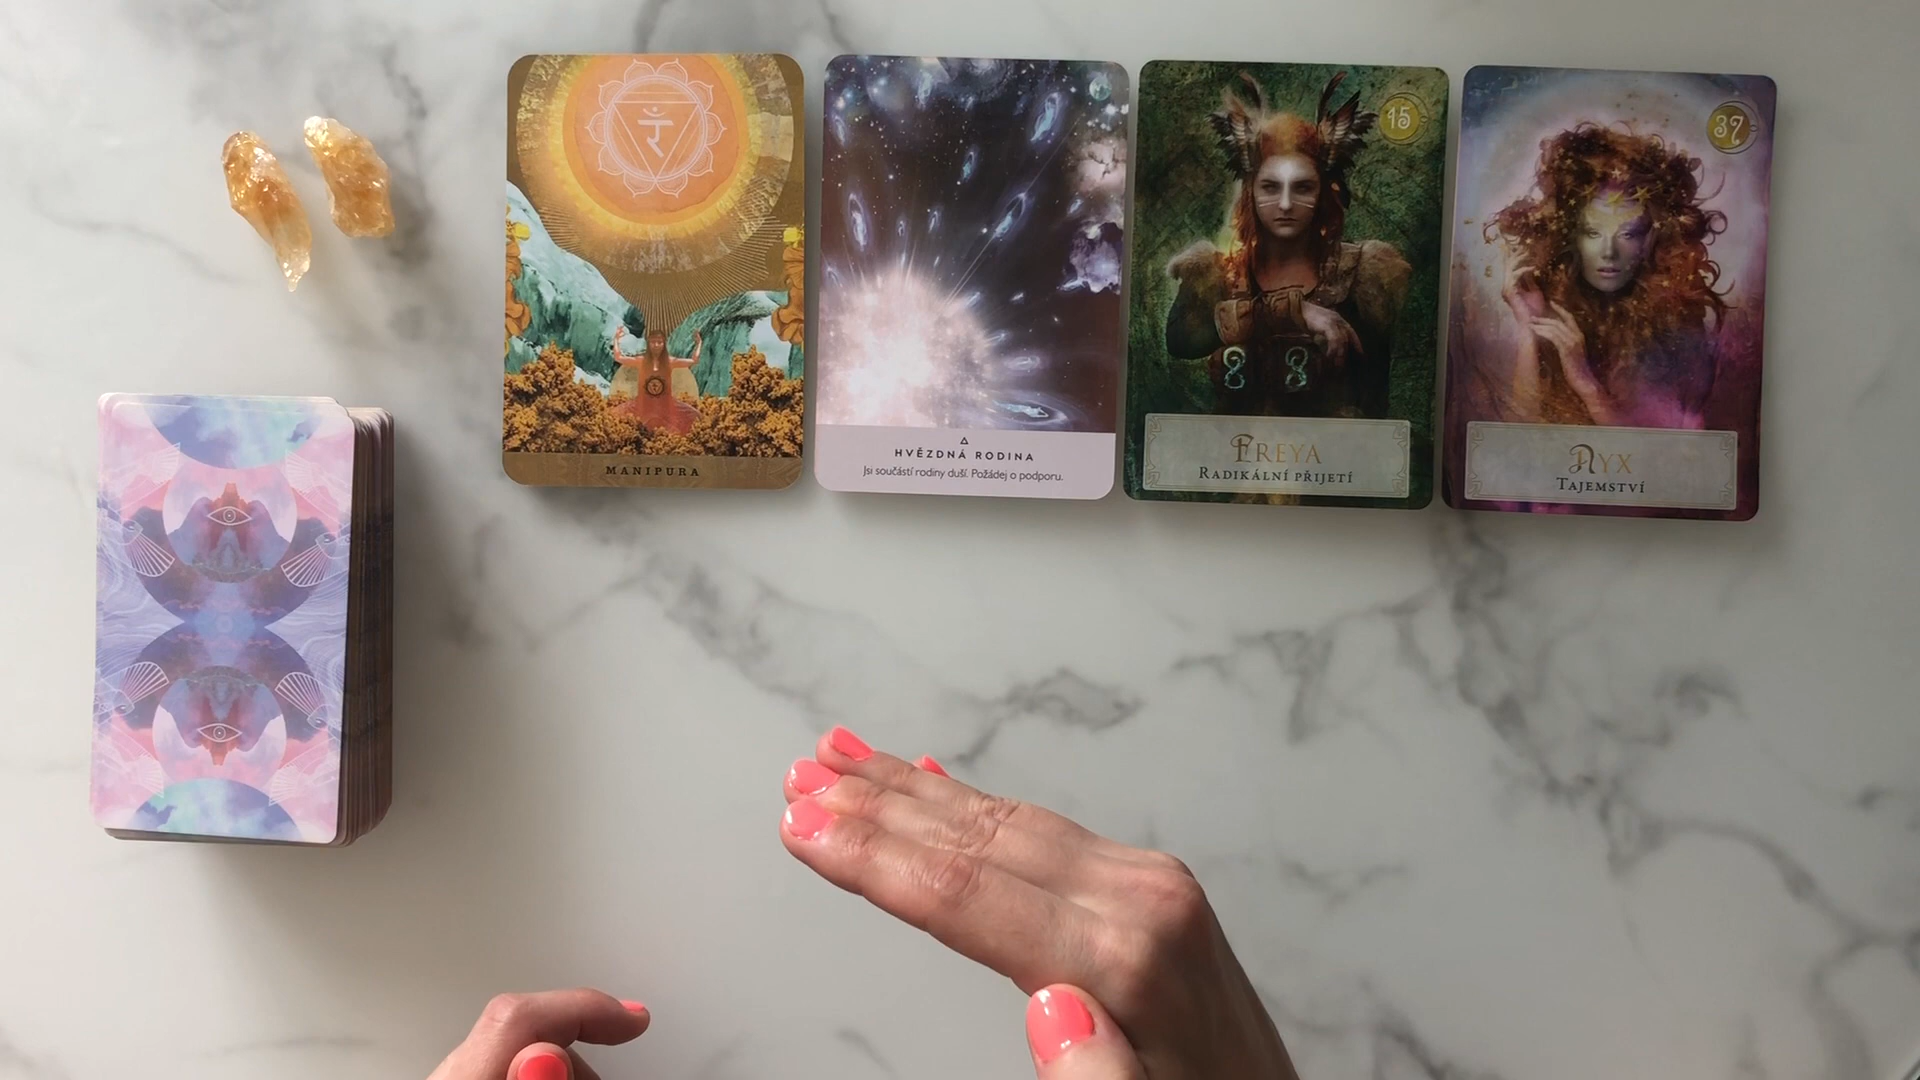 रं
MANIPURA
HVĚZDNÁ RODINA
Jsi součástí rodiny duší. Požádej o podporu.
15
FREYA
RADIKÁLNÍ PŘIJETÍ
37
NYX
TAJEMSTVÍ